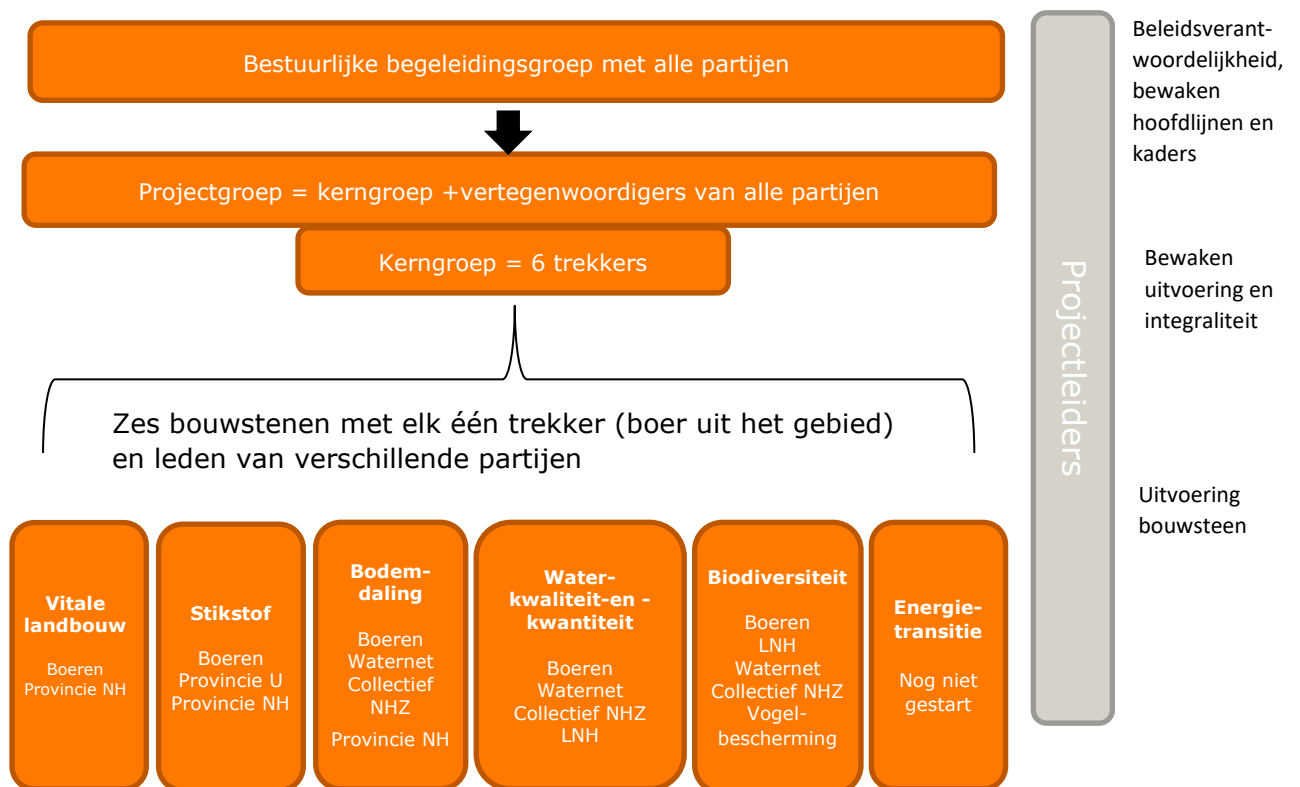 Bestuurlijke begeleidingsgroep met alle partijen
Beleidsverant-
woordelijkheid,
bewaken
hoofdlijnen en
kaders
Projectgroep = kerngroep +vertegenwoordigers van alle partijen
Kerngroep = 6 trekkers
Bewaken
uitvoering en
integraliteit
Projectleiders
Zes bouwstenen met elk één trekker (boer uit het gebied)
en leden van verschillende partijen
Uitvoering
bouwsteen
Vitale
landbouw
Boeren
Provincie NH
Stikstof
Boeren
Provincie U
Provincie NH
Bodem-
daling
Boeren
Waternet
Collectief
NHZ
Provincie NH
Water-
kwaliteit-en -
kwantiteit
Boeren
Waternet
Collectief NHZ
LNH
Biodiversiteit
Boeren
LNH
Waternet
Collectief NHZ
Vogel-
bescherming
Energie-
transitie
Nog niet
gestart